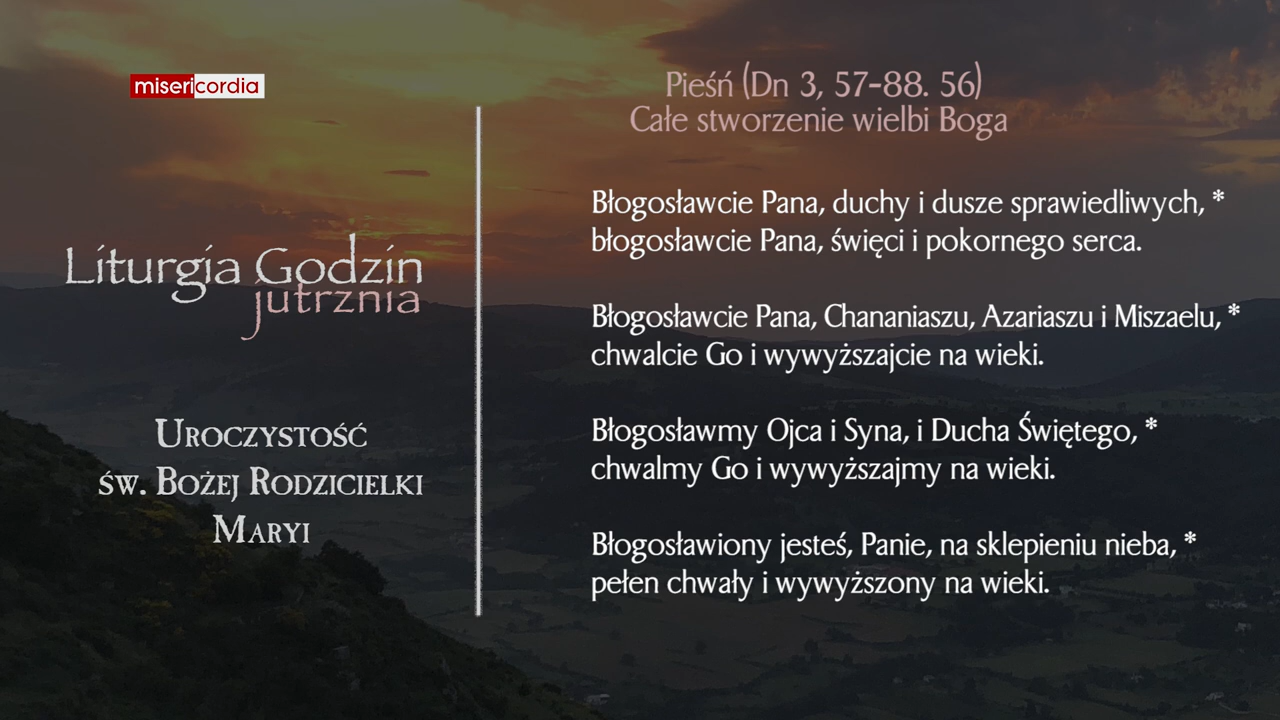 misericordia
Liturgia Godzin
jutrznia
Uroczystość
św. Bożej Rodzicielki
Maryi
Pieśń (Dn 3, 57-88. 56)
Całe stworzenie wielbi Boga
Błogosławcie Pana, duchy i dusze sprawiedliwych, *
błogosławcie Pana, święci i pokornego serca.
Błogosławcie Pana, Chananiaszu, Azariaszu i Miszaelu, *
chwalcie Go i wywyższajcie na wieki.
Błogosławmy Ojca i Syna, i Ducha Świętego, *
chwalmy Go i wywyższajmy na wieki.
Błogosławiony jesteś, Panie, na sklepieniu nieba, *
pełen chwały i wywyższony na wieki.